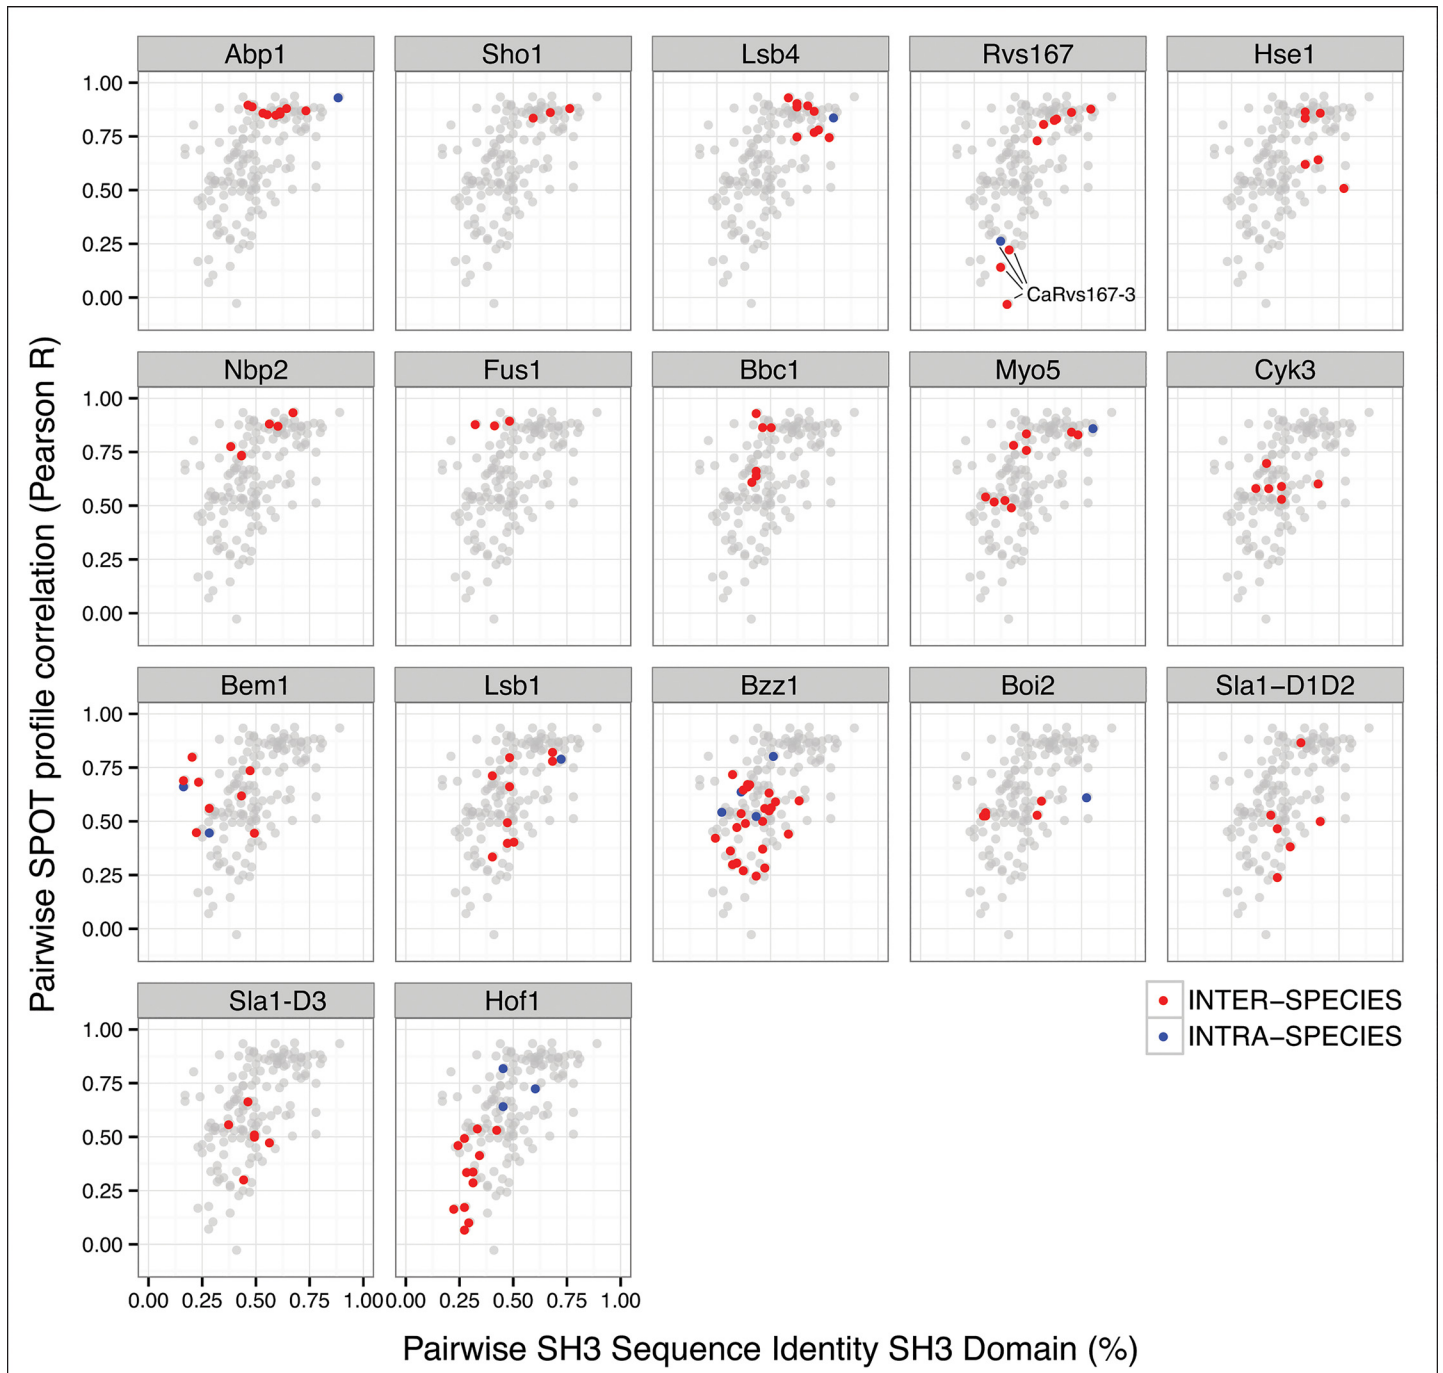 Abp1 Sho1 Lsb4 Rvs167 Hse1
1.00
0.75
0.50
0.25
0.00
CaRvs167-3
Nbp2 Fus1 Bbc1 Myo5 Cyk3
1.00
0.75
0.50
0.25
0.00
Bem1 Lsb1 Bzz1 Boi2 Sla1–D1D2
1.00
0.75
0.50
0.25
0.00
Sla1-D3 Hof1
1.00
0.75
0.50
0.25
0.00
INTER–SPECIES
INTRA–SPECIES
0.00 0.25 0.50 0.75 1.00 0.00 0.25 0.50 0.75 1.00
Pairwise SH3 Sequence Identity SH3 Domain (%)
Pairwise SPOT profile correlation (Pearson R)